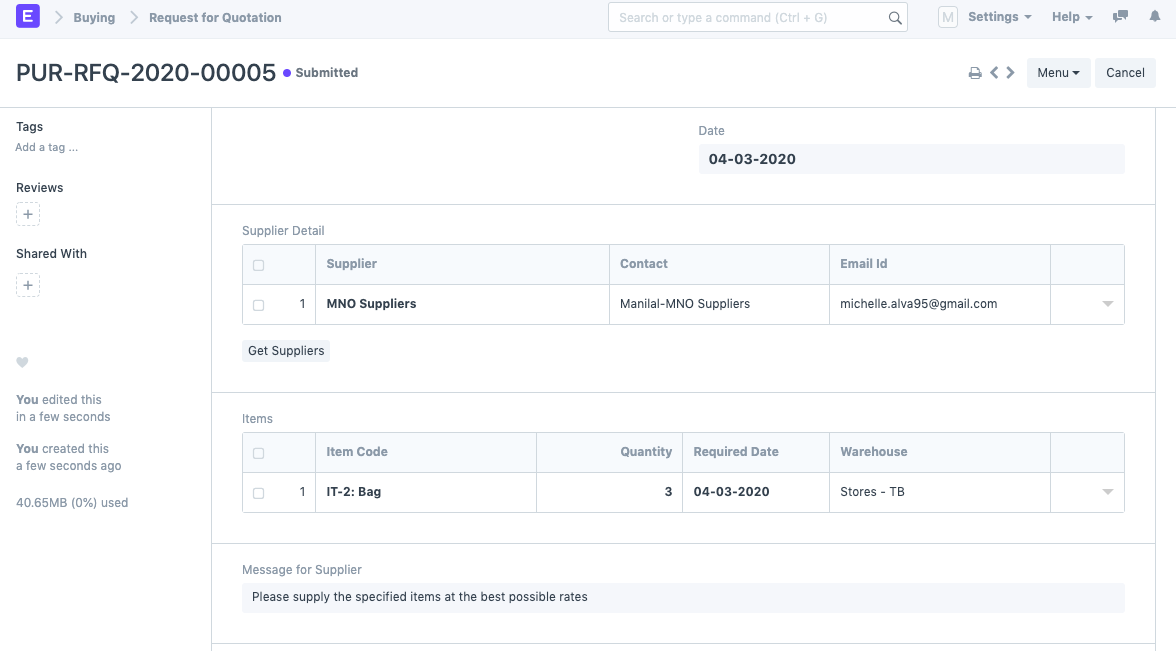 E Buying Request for Quotation Search or type a command (Ctrl + G) M Settings Help
PUR-RFQ-2020-00005 Submitted Menu Cancel
Tags
Add a tag ...
Reviews
+
Shared With
+
You edited this
in a few seconds
You created this
a few seconds ago
40.65MB (0%) used
Date
04-03-2020
Supplier Detail
Supplier Contact Email Id
1 MNO Suppliers Manilal-MNO Suppliers michelle.alva95@gmail.com
Get Suppliers
Items
Item Code Quantity Required Date Warehouse
1 IT-2: Bag 3 04-03-2020 Stores - TB
Message for Supplier
Please supply the specified items at the best possible rates